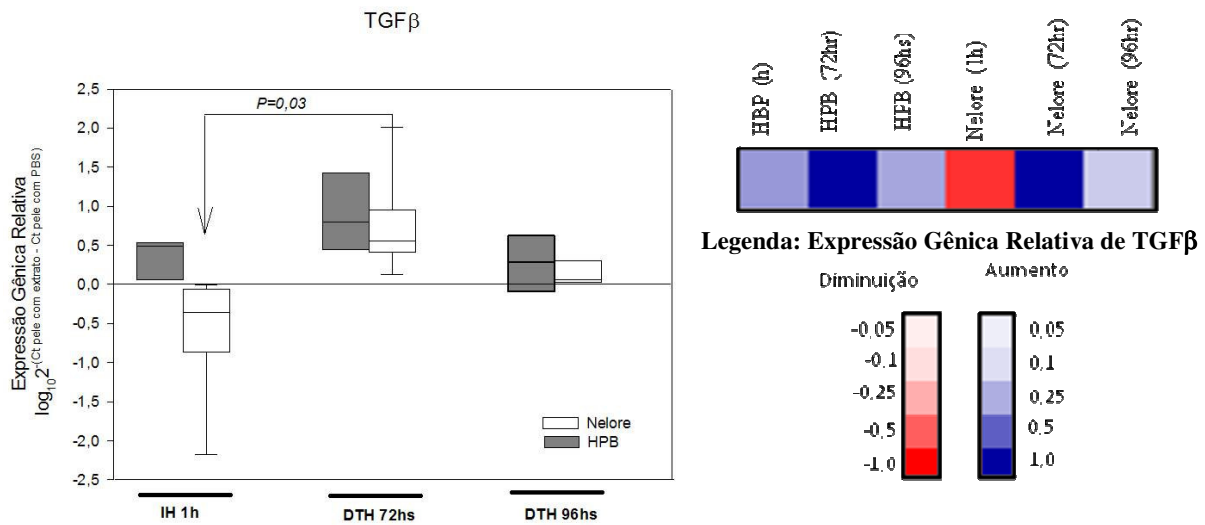 TGFβ
Expressão Gênica Relativa
log₁₀2⁻(Ct pele com extrato - Ct pele com PBS)
2,5
2,0
1,5
1,0
0,5
0,0
-0,5
-1,0
-1,5
-2,0
-2,5
P=0,03
Nelore
HPB
IH 1h
DTH 72hs
DTH 96hs
HBP (h)
HPB (72hr)
HPB (96hs)
Nelore (1h)
Nelore (72hr)
Nelore (96hr)
Legenda: Expressão Gênica Relativa de TGFβ
Diminuição
Aumento
-0,05
-0,1
-0,25
-0,5
-1,0
0,05
0,1
0,25
0,5
1,0